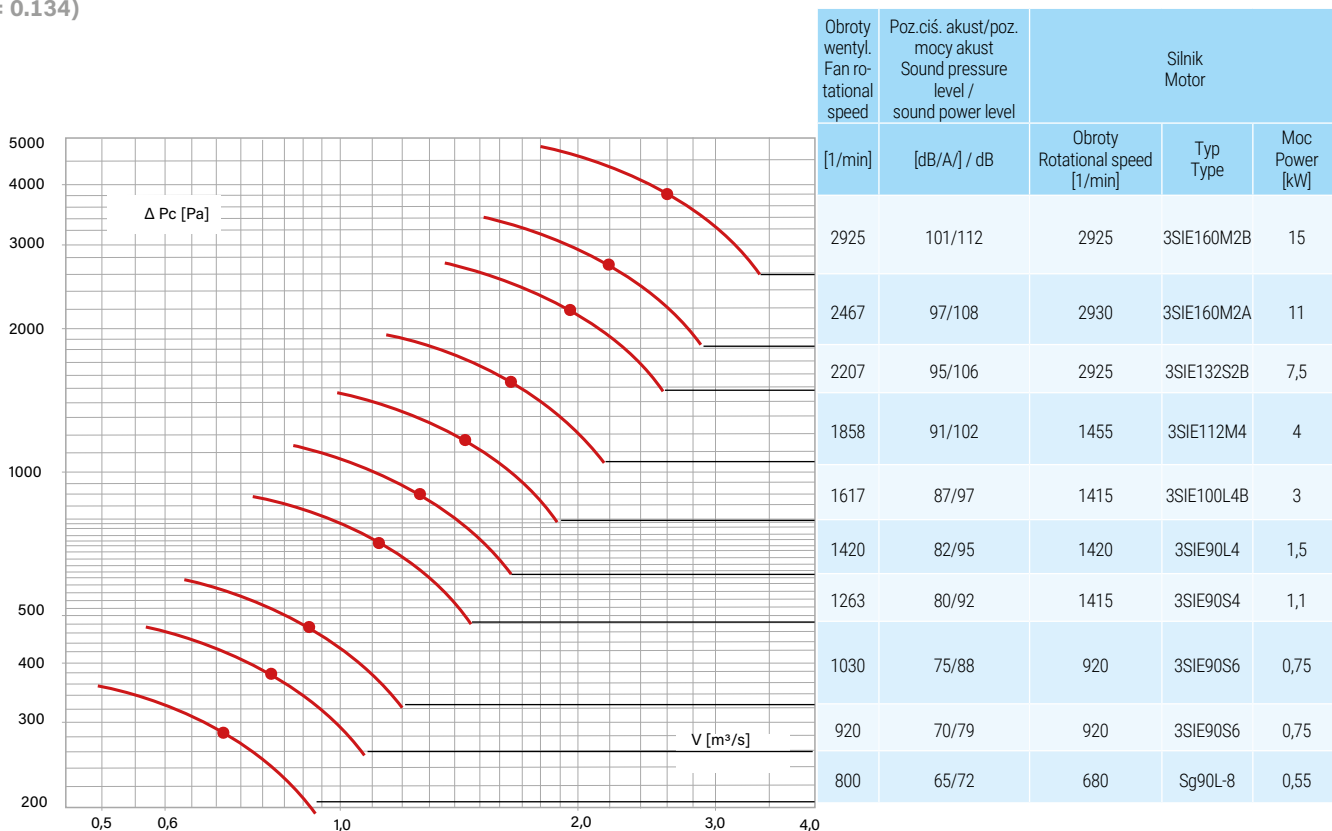 = 0.134)
Obroty
wentyl.
Fan ro-
tational
speed
Poz.ciś. akust/poz.
mocy akust
Sound pressure
level /
sound power level
Silnik
Motor
[1/min]
[dB/A/] / dB
Obroty
Rotational speed
[1/min]
Typ
Type
Moc
Power
[kW]
2925 101/112 2925 3SIE160M2B 15
2467 97/108 2930 3SIE160M2A 11
2207 95/106 2925 3SIE132S2B 7,5
1858 91/102 1455 3SIE112M4 4
1617 87/97 1415 3SIE100L4B 3
1420 82/95 1420 3SIE90L4 1,5
1263 80/92 1415 3SIE90S4 1,1
1030 75/88 920 3SIE90S6 0,75
920 70/79 920 3SIE90S6 0,75
800 65/72 680 Sg90L-8 0,55
5000
4000
Δ Pc [Pa]
3000
2000
1000
500
400
300
V [m³/s]
200
0,5 0,6 1,0 2,0 3,0 4,0